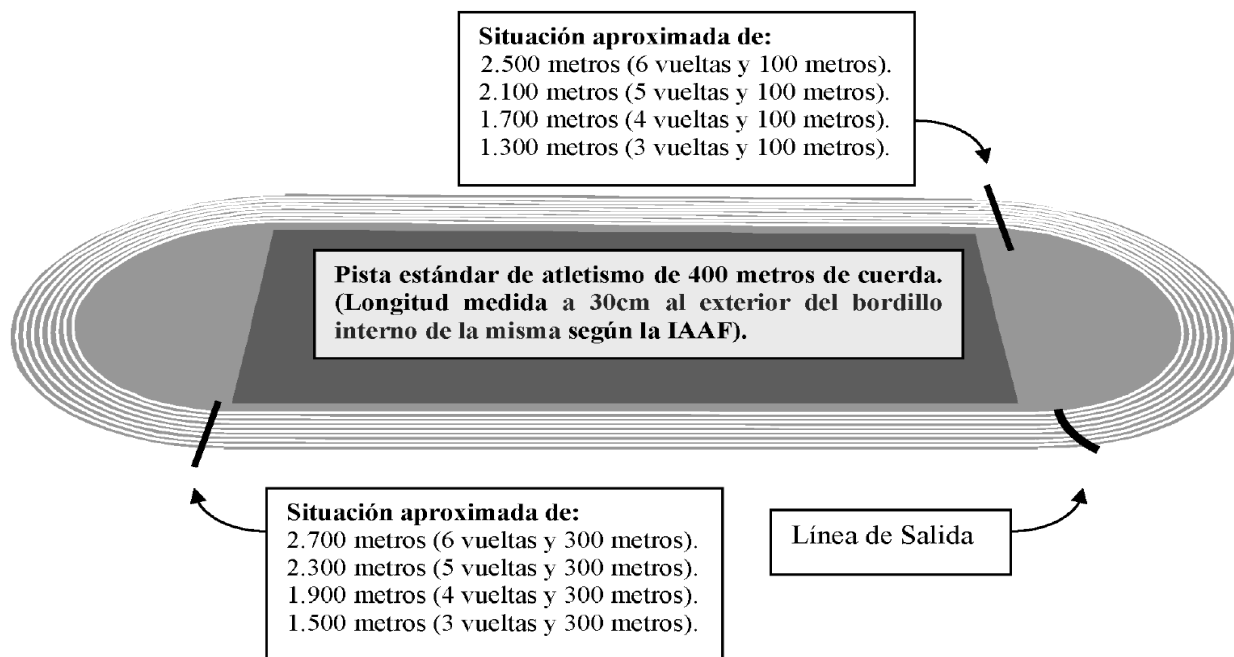 Situación aproximada de:
2.500 metros (6 vueltas y 100 metros).
2.100 metros (5 vueltas y 100 metros).
1.700 metros (4 vueltas y 100 metros).
1.300 metros (3 vueltas y 100 metros).
Pista estándar de atletismo de 400 metros de cuerda.
(Longitud medida a 30cm al exterior del bordillo
interno de la misma según la IAAF).
Situación aproximada de:
2.700 metros (6 vueltas y 300 metros).
2.300 metros (5 vueltas y 300 metros).
1.900 metros (4 vueltas y 300 metros).
1.500 metros (3 vueltas y 300 metros).
Línea de Salida